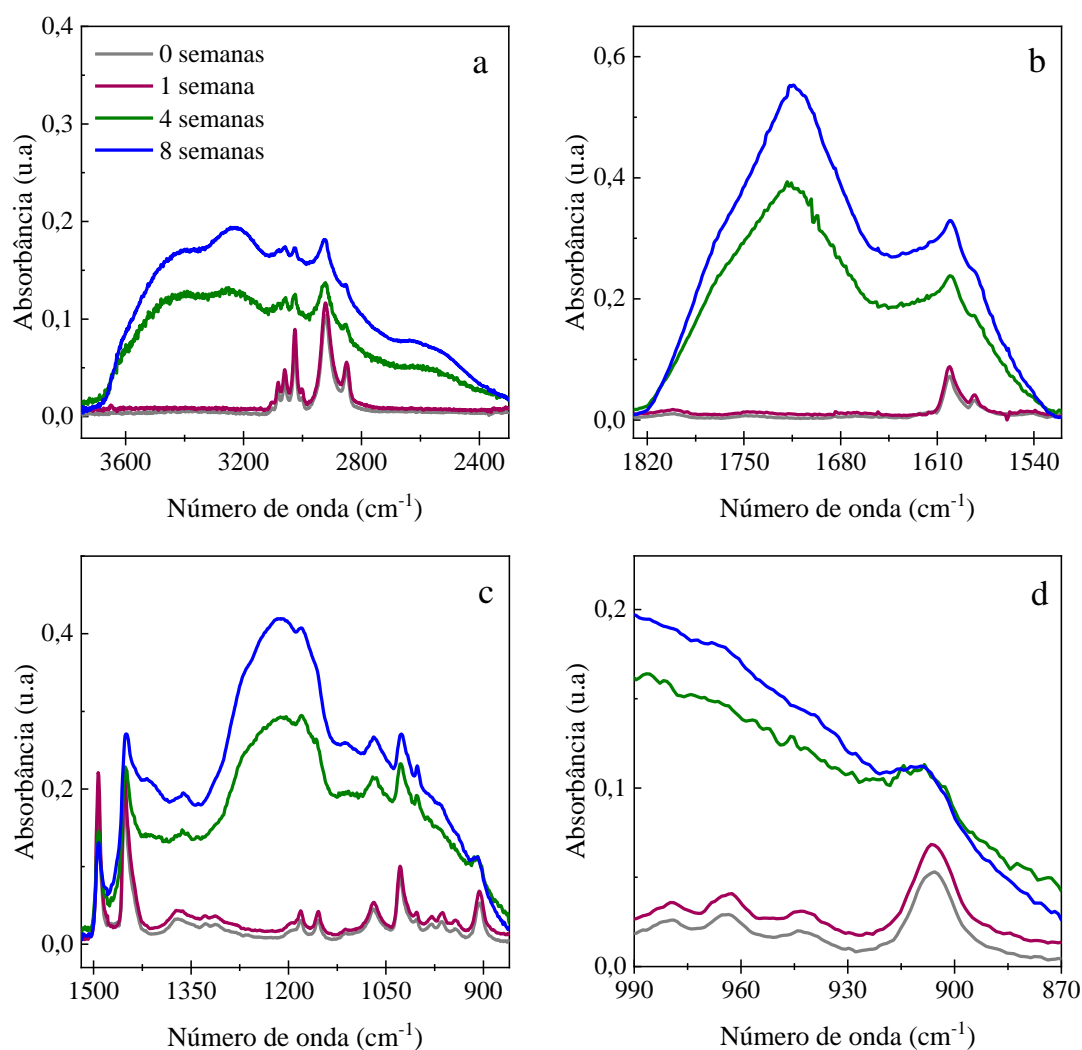 a
0 semanas
1 semana
4 semanas
8 semanas
0,4
0,3
0,2
0,1
0,0
Absorbância (u.a)
3600 3200 2800 2400
Número de onda (cm⁻¹)
b
0,6
0,4
0,2
0,0
Absorbância (u.a)
1820 1750 1680 1610 1540
Número de onda (cm⁻¹)
c
0,4
0,2
0,0
Absorbância (u.a)
1500 1350 1200 1050 900
Número de onda (cm⁻¹)
d
0,2
0,1
0,0
Absorbância (u.a)
990 960 930 900 870
Número de onda (cm⁻¹)